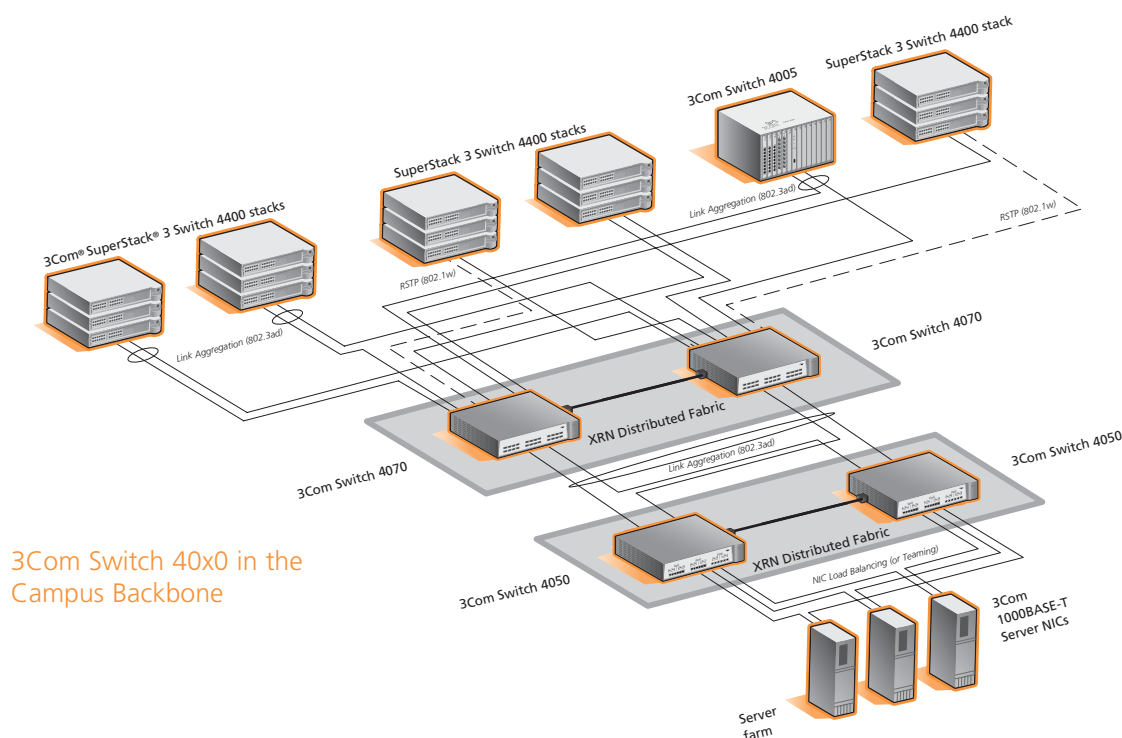 SuperStack 3 Switch 4400 stack
3Com Switch 4005
SuperStack 3 Switch 4400 stacks
3Com® SuperStack® 3 Switch 4400 stacks
Link Aggregation (802.3ad)
RSTP (802.1w)
RSTP (802.1w)
Link Aggregation (802.3ad)
3Com Switch 4070
XRN Distributed Fabric
3Com Switch 4070
Link Aggregation (802.3ad)
3Com Switch 4050
XRN Distributed Fabric
3Com Switch 4050
NIC Load Balancing (or Teaming)
3Com Switch 40x0 in the
Campus Backbone
3Com
1000BASE-T
Server NICs
Server
farm